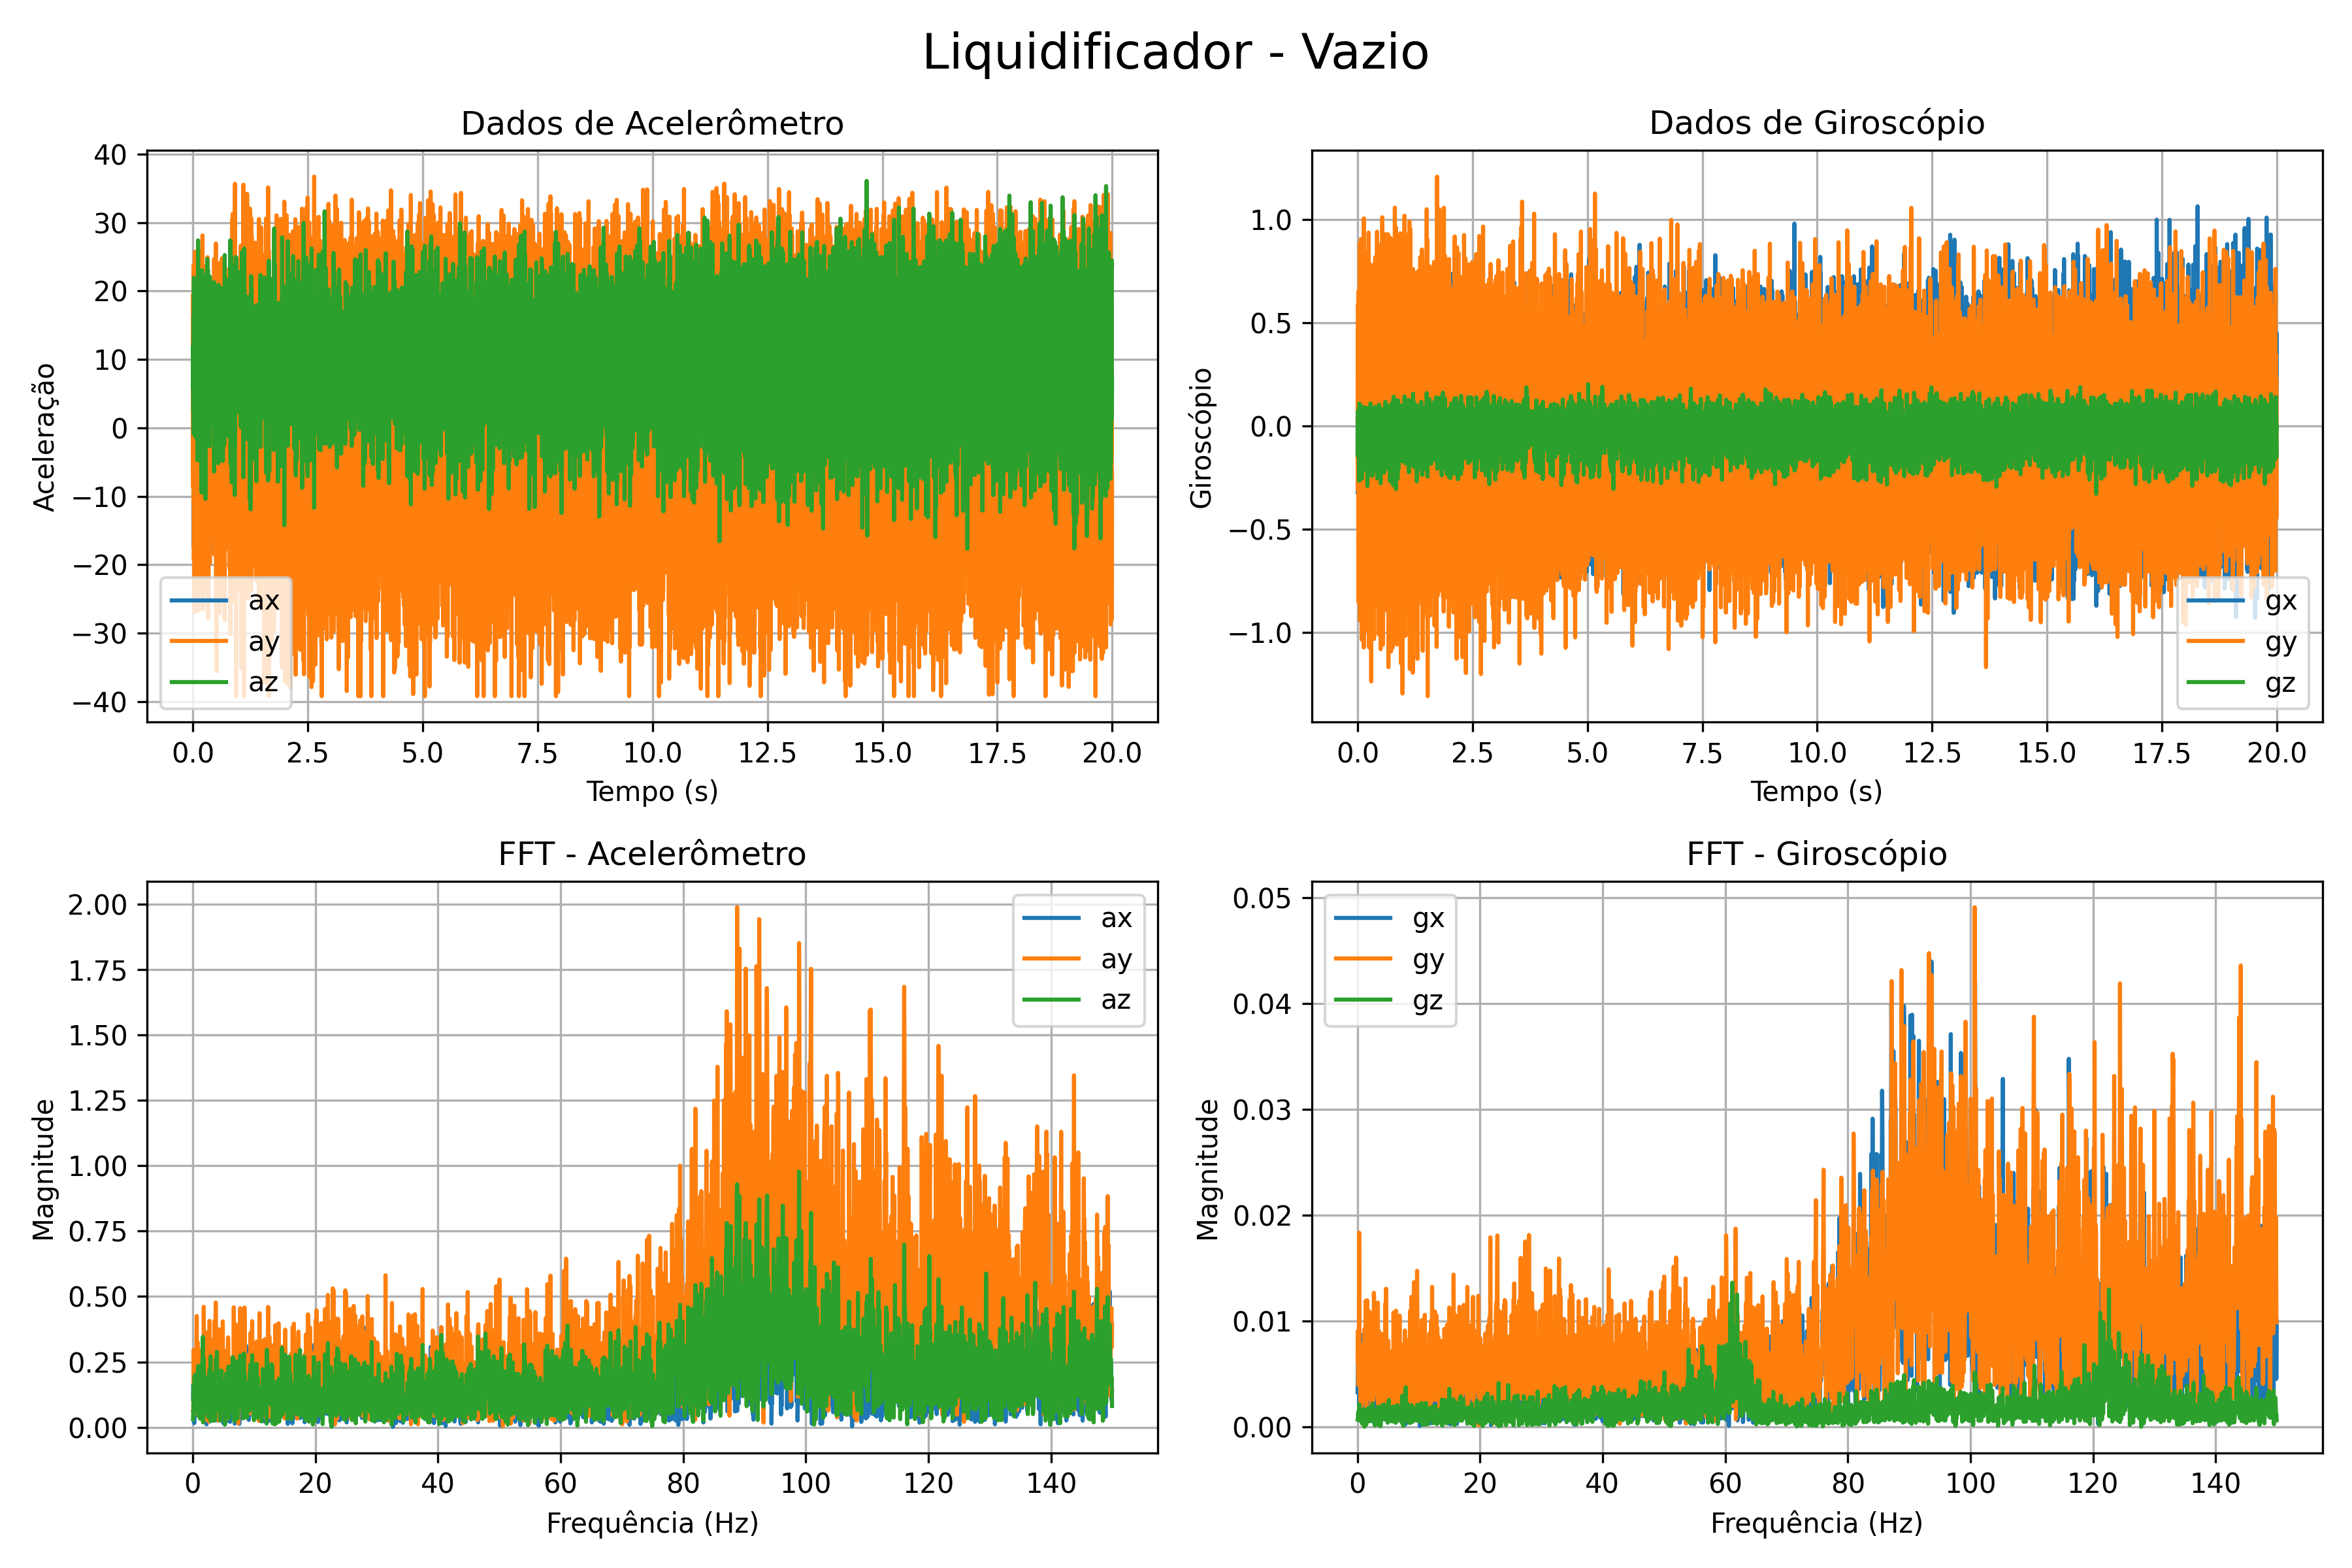 Liquidificador - Vazio
Dados de Acelerômetro
40
30
20
10
0
−10
−20
−30
−40
Aceleração
ax
ay
az
0.0 2.5 5.0 7.5 10.0 12.5 15.0 17.5 20.0
Tempo (s)
Dados de Giroscópio
1.0
0.5
0.0
−0.5
−1.0
Giroscópio
gx
gy
gz
0.0 2.5 5.0 7.5 10.0 12.5 15.0 17.5 20.0
Tempo (s)
FFT - Acelerômetro
2.00
1.75
1.50
1.25
1.00
0.75
0.50
0.25
0.00
Magnitude
ax
ay
az
0 20 40 60 80 100 120 140
Frequência (Hz)
FFT - Giroscópio
0.05
0.04
0.03
0.02
0.01
0.00
Magnitude
gx
gy
gz
0 20 40 60 80 100 120 140
Frequência (Hz)